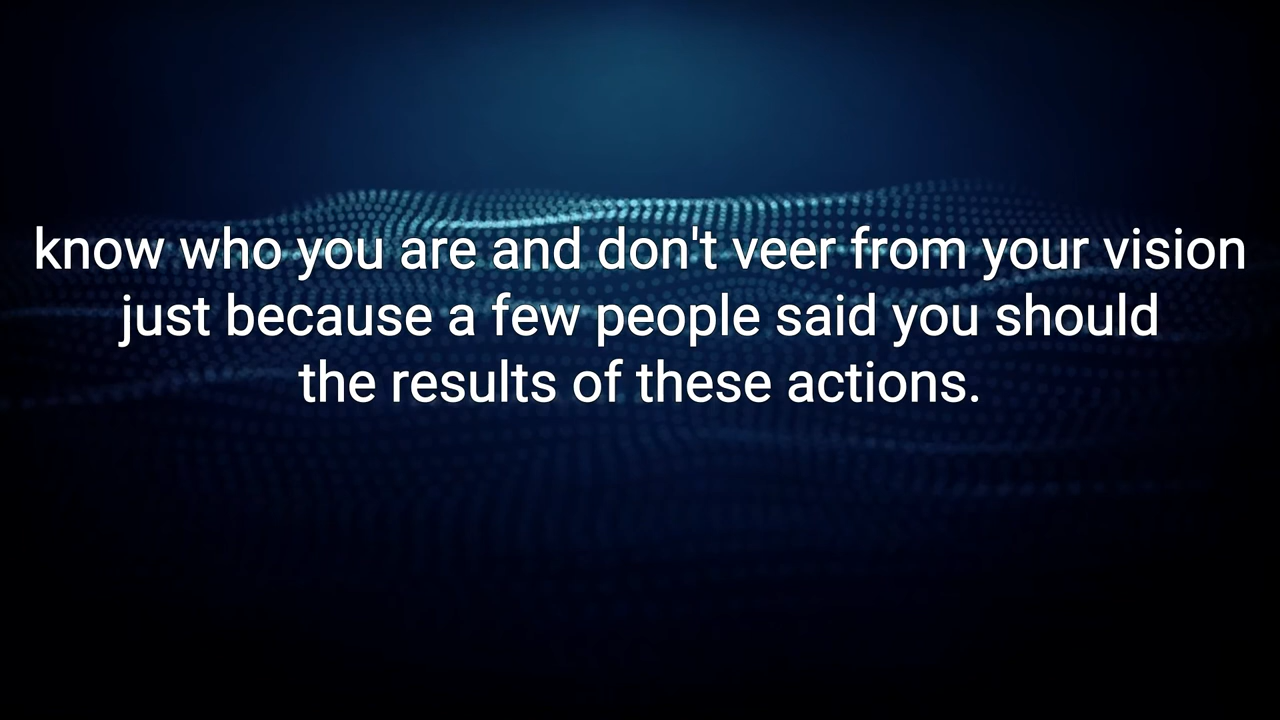 know who you are and don't veer from your vision
just because a few people said you should
the results of these actions.